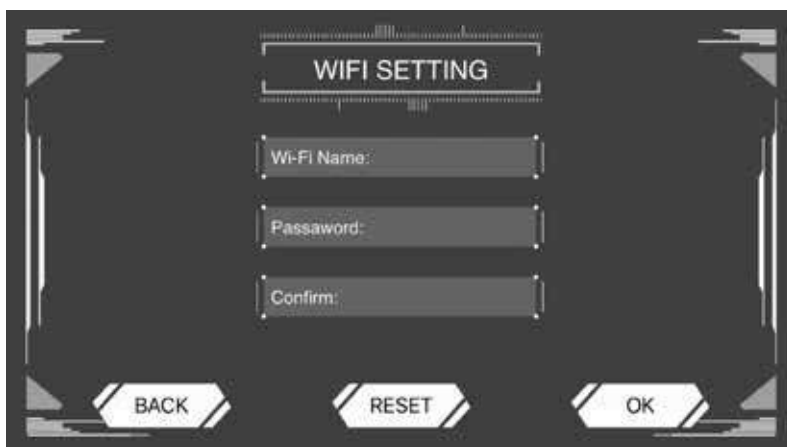 WIFI SETTING
Wi-Fi Name:
Passaword:
Confirm:
BACK RESET OK